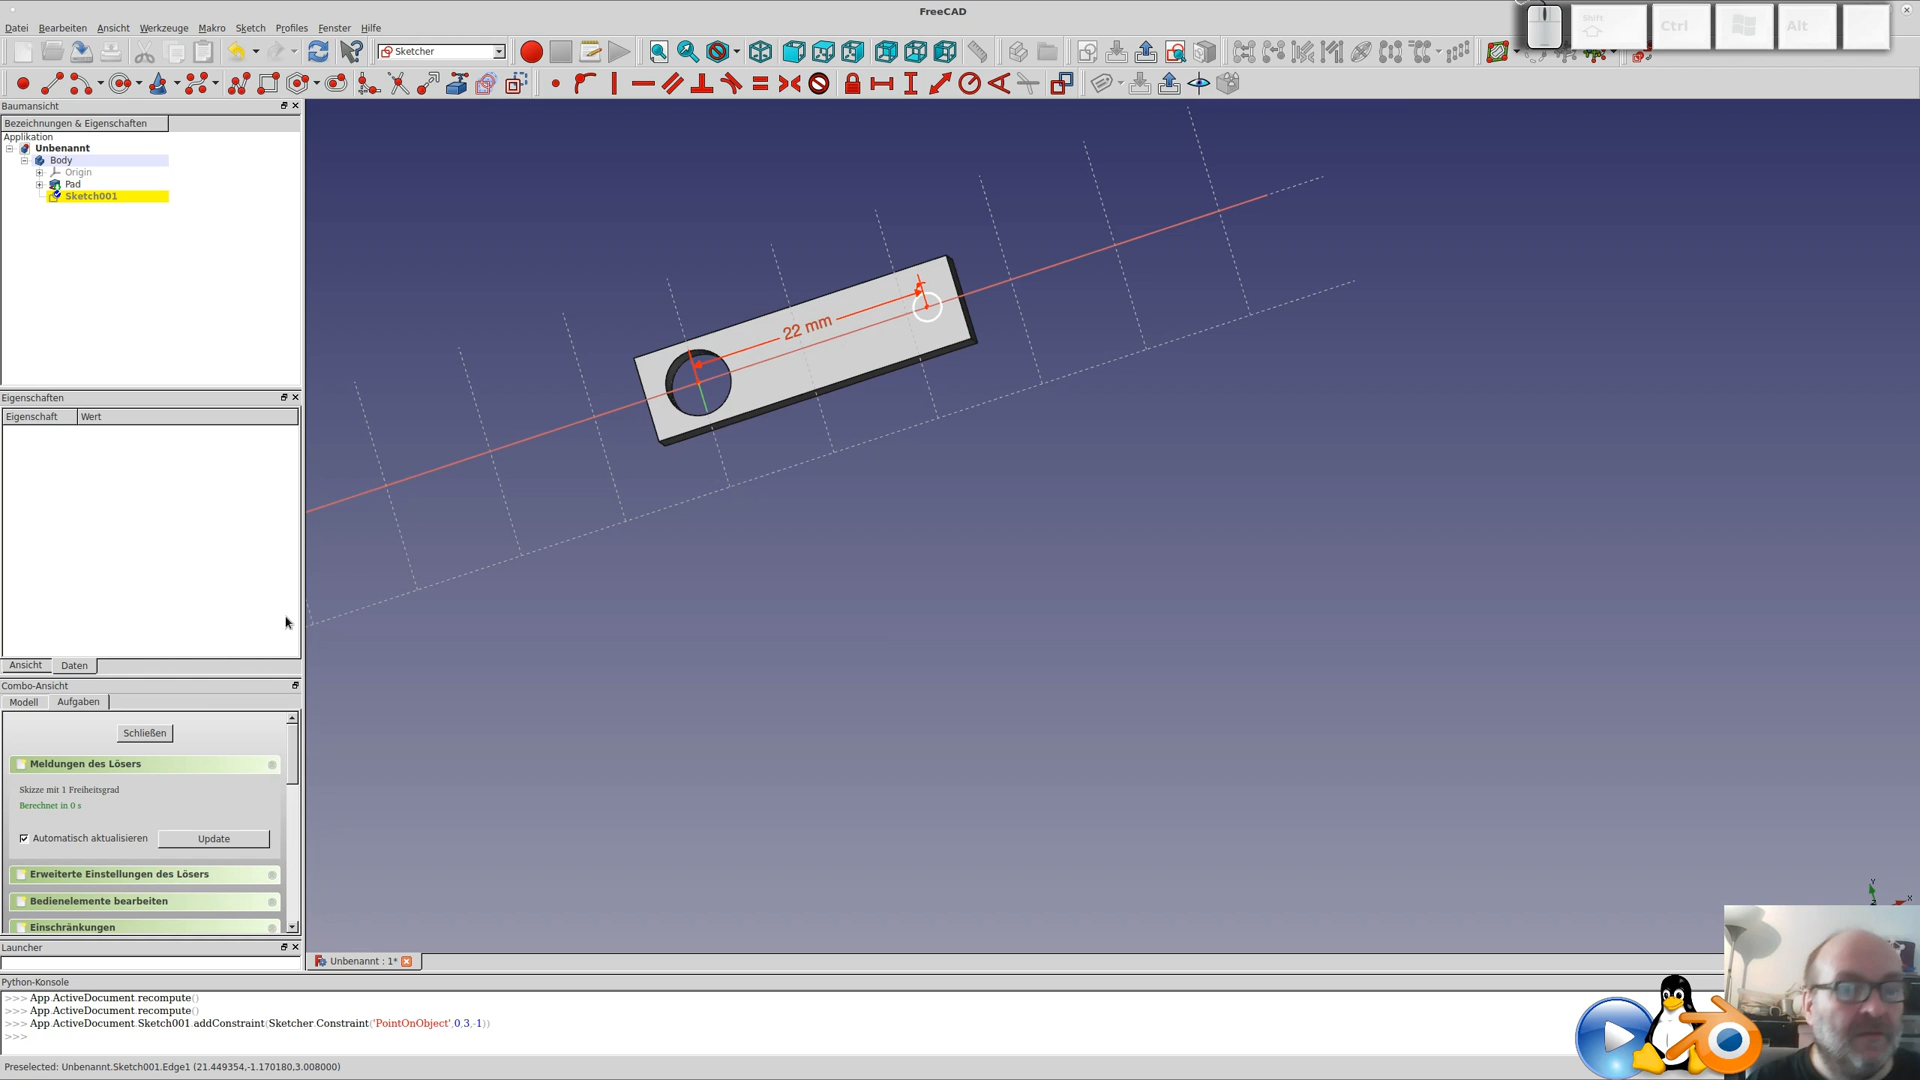 FreeCAD
Datei Bearbeiten Ansicht Werkzeuge Makro Sketch Profiles Fenster Hilfe
Shift Ctrl Alt
Sketcher
Baumansicht
Bezeichnungen & Eigenschaften
Applikation
Unbenannt
Body
Origin
Pad
Sketch001
22 mm
Eigenschaften
Eigenschaft Wert
Ansicht Daten
Combo-Ansicht
Modell Aufgaben
Schließen
Meldungen des Lösers
Skizze mit 1 Freiheitsgrad
Berechnet in 0 s
Automatisch aktualisieren Update
Erweiterte Einstellungen des Lösers
Bedienelemente bearbeiten
Einschränkungen
Launcher
Unbenannt : 1*
Y
X
Python-Konsole
>>> App.ActiveDocument.recompute()
>>> App.ActiveDocument.recompute()
>>> App.ActiveDocument.Sketch001.addConstraint(Sketcher.Constraint('PointOnObject',0,3,-1))
>>>
Preselected: Unbenannt.Sketch001.Edge1 (21.449354,-1.170180,3.008000)